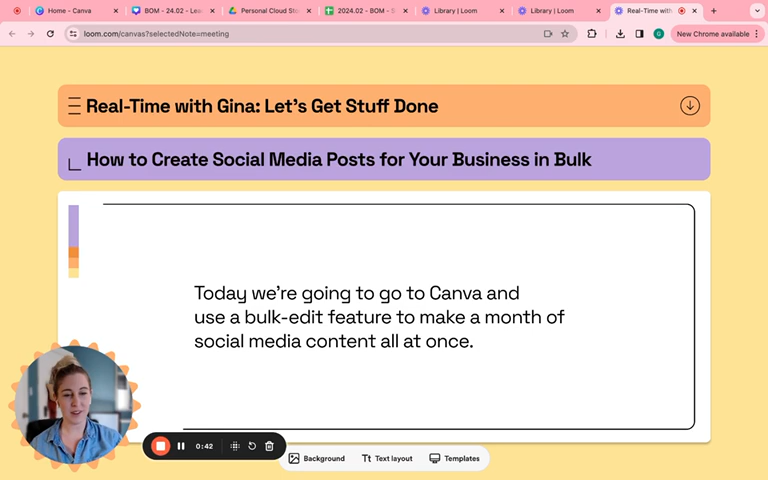 Home - Canva
BOM - 24.02 - Le
Personal Cloud Sto
2024.02 - BOM - S
Library | Loom
Library | Loom
Real-Time with
loom.com/canvas?selectedNote=meeting
G
New Chrome available
Real-Time with Gina: Let's Get Stuff Done
How to Create Social Media Posts for Your Business in Bulk
Today we're going to go to Canva and
use a bulk-edit feature to make a month of
social media content all at once.
0:42
Background
Tt Text layout
Templates